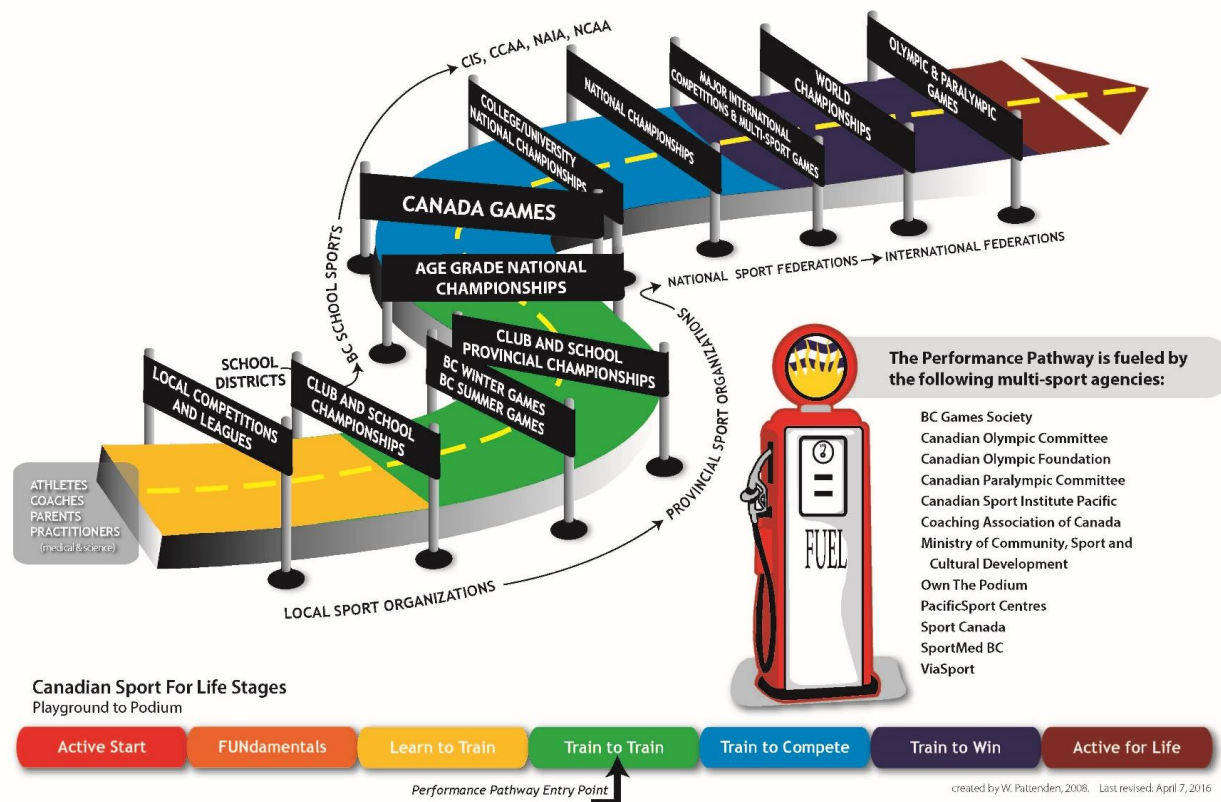 CIS, CCAA, NAIA, NCAA
OLYMPIC & PARALYMPIC
GAMES
WORLD
CHAMPIONSHIPS
MAJOR INTERNATIONAL
COMPETITIONS & MULTI-SPORT GAMES
NATIONAL CHAMPIONSHIPS
COLLEGE/UNIVERSITY
NATIONAL CHAMPIONSHIPS
CANADA GAMES
AGE GRADE NATIONAL
CHAMPIONSHIPS
NATIONAL SPORT FEDERATIONS
INTERNATIONAL FEDERATIONS
BC SCHOOL SPORTS
PROVINCIAL SPORT ORGANIZATIONS
CLUB AND SCHOOL
PROVINCIAL CHAMPIONSHIPS
BC WINTER GAMES
BC SUMMER GAMES
SCHOOL
DISTRICTS
CLUB AND SCHOOL
CHAMPIONSHIPS
LOCAL COMPETITIONS
AND LEAGUES
ATHLETES
COACHES
PARENTS
PRACTITIONERS
(medical & science)
LOCAL SPORT ORGANIZATIONS
FUEL
The Performance Pathway is fueled by
the following multi-sport agencies:
BC Games Society
Canadian Olympic Committee
Canadian Olympic Foundation
Canadian Paralympic Committee
Canadian Sport Institute Pacific
Coaching Association of Canada
Ministry of Community, Sport and
Cultural Development
Own The Podium
PacificSport Centres
Sport Canada
SportMed BC
ViaSport
Canadian Sport For Life Stages
Playground to Podium
Active Start
FUNdamentals
Learn to Train
Train to Train
Train to Compete
Train to Win
Active for Life
Performance Pathway Entry Point
created by W. Pattenden, 2008. Last revised: April 7, 2016